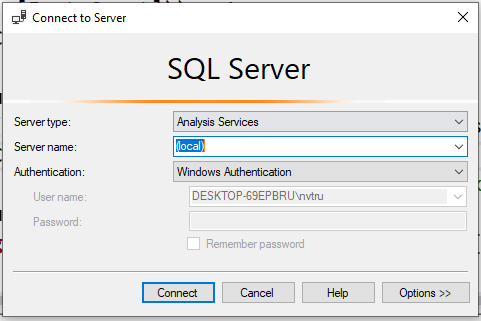 Connect to Server
SQL Server
Server type: Analysis Services
Server name: (local)
Authentication: Windows Authentication
User name: DESKTOP-69EPBRU\nvtru
Password:
Remember password
Connect Cancel Help Options >>